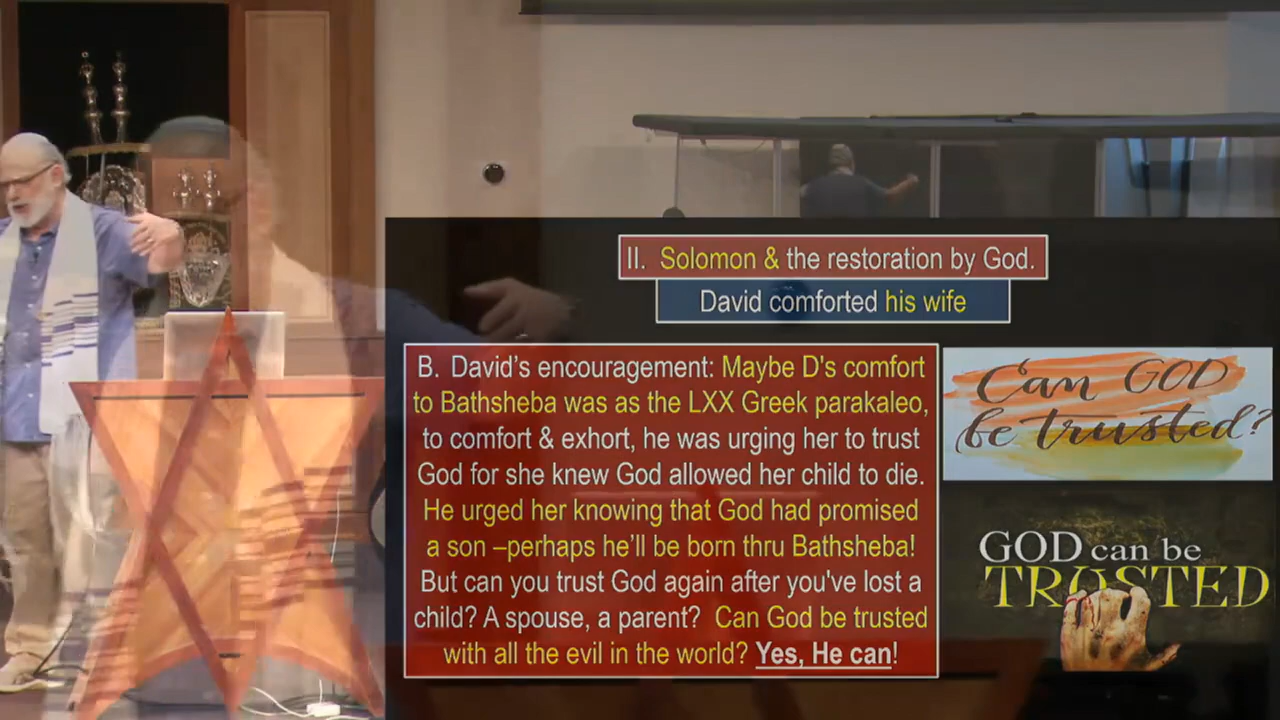 II. Solomon & the restoration by God.
David comforted his wife
B. David's encouragement: Maybe D's comfort
to Bathsheba was as the LXX Greek parakaleo,
to comfort & exhort, he was urging her to trust
God for she knew God allowed her child to die.
He urged her knowing that God had promised
a son –perhaps he'll be born thru Bathsheba!
But can you trust God again after you've lost a
child? A spouse, a parent? Can God be trusted
with all the evil in the world? Yes, He can!
Can GOD
be trusted?
GOD can be
TRUSTED